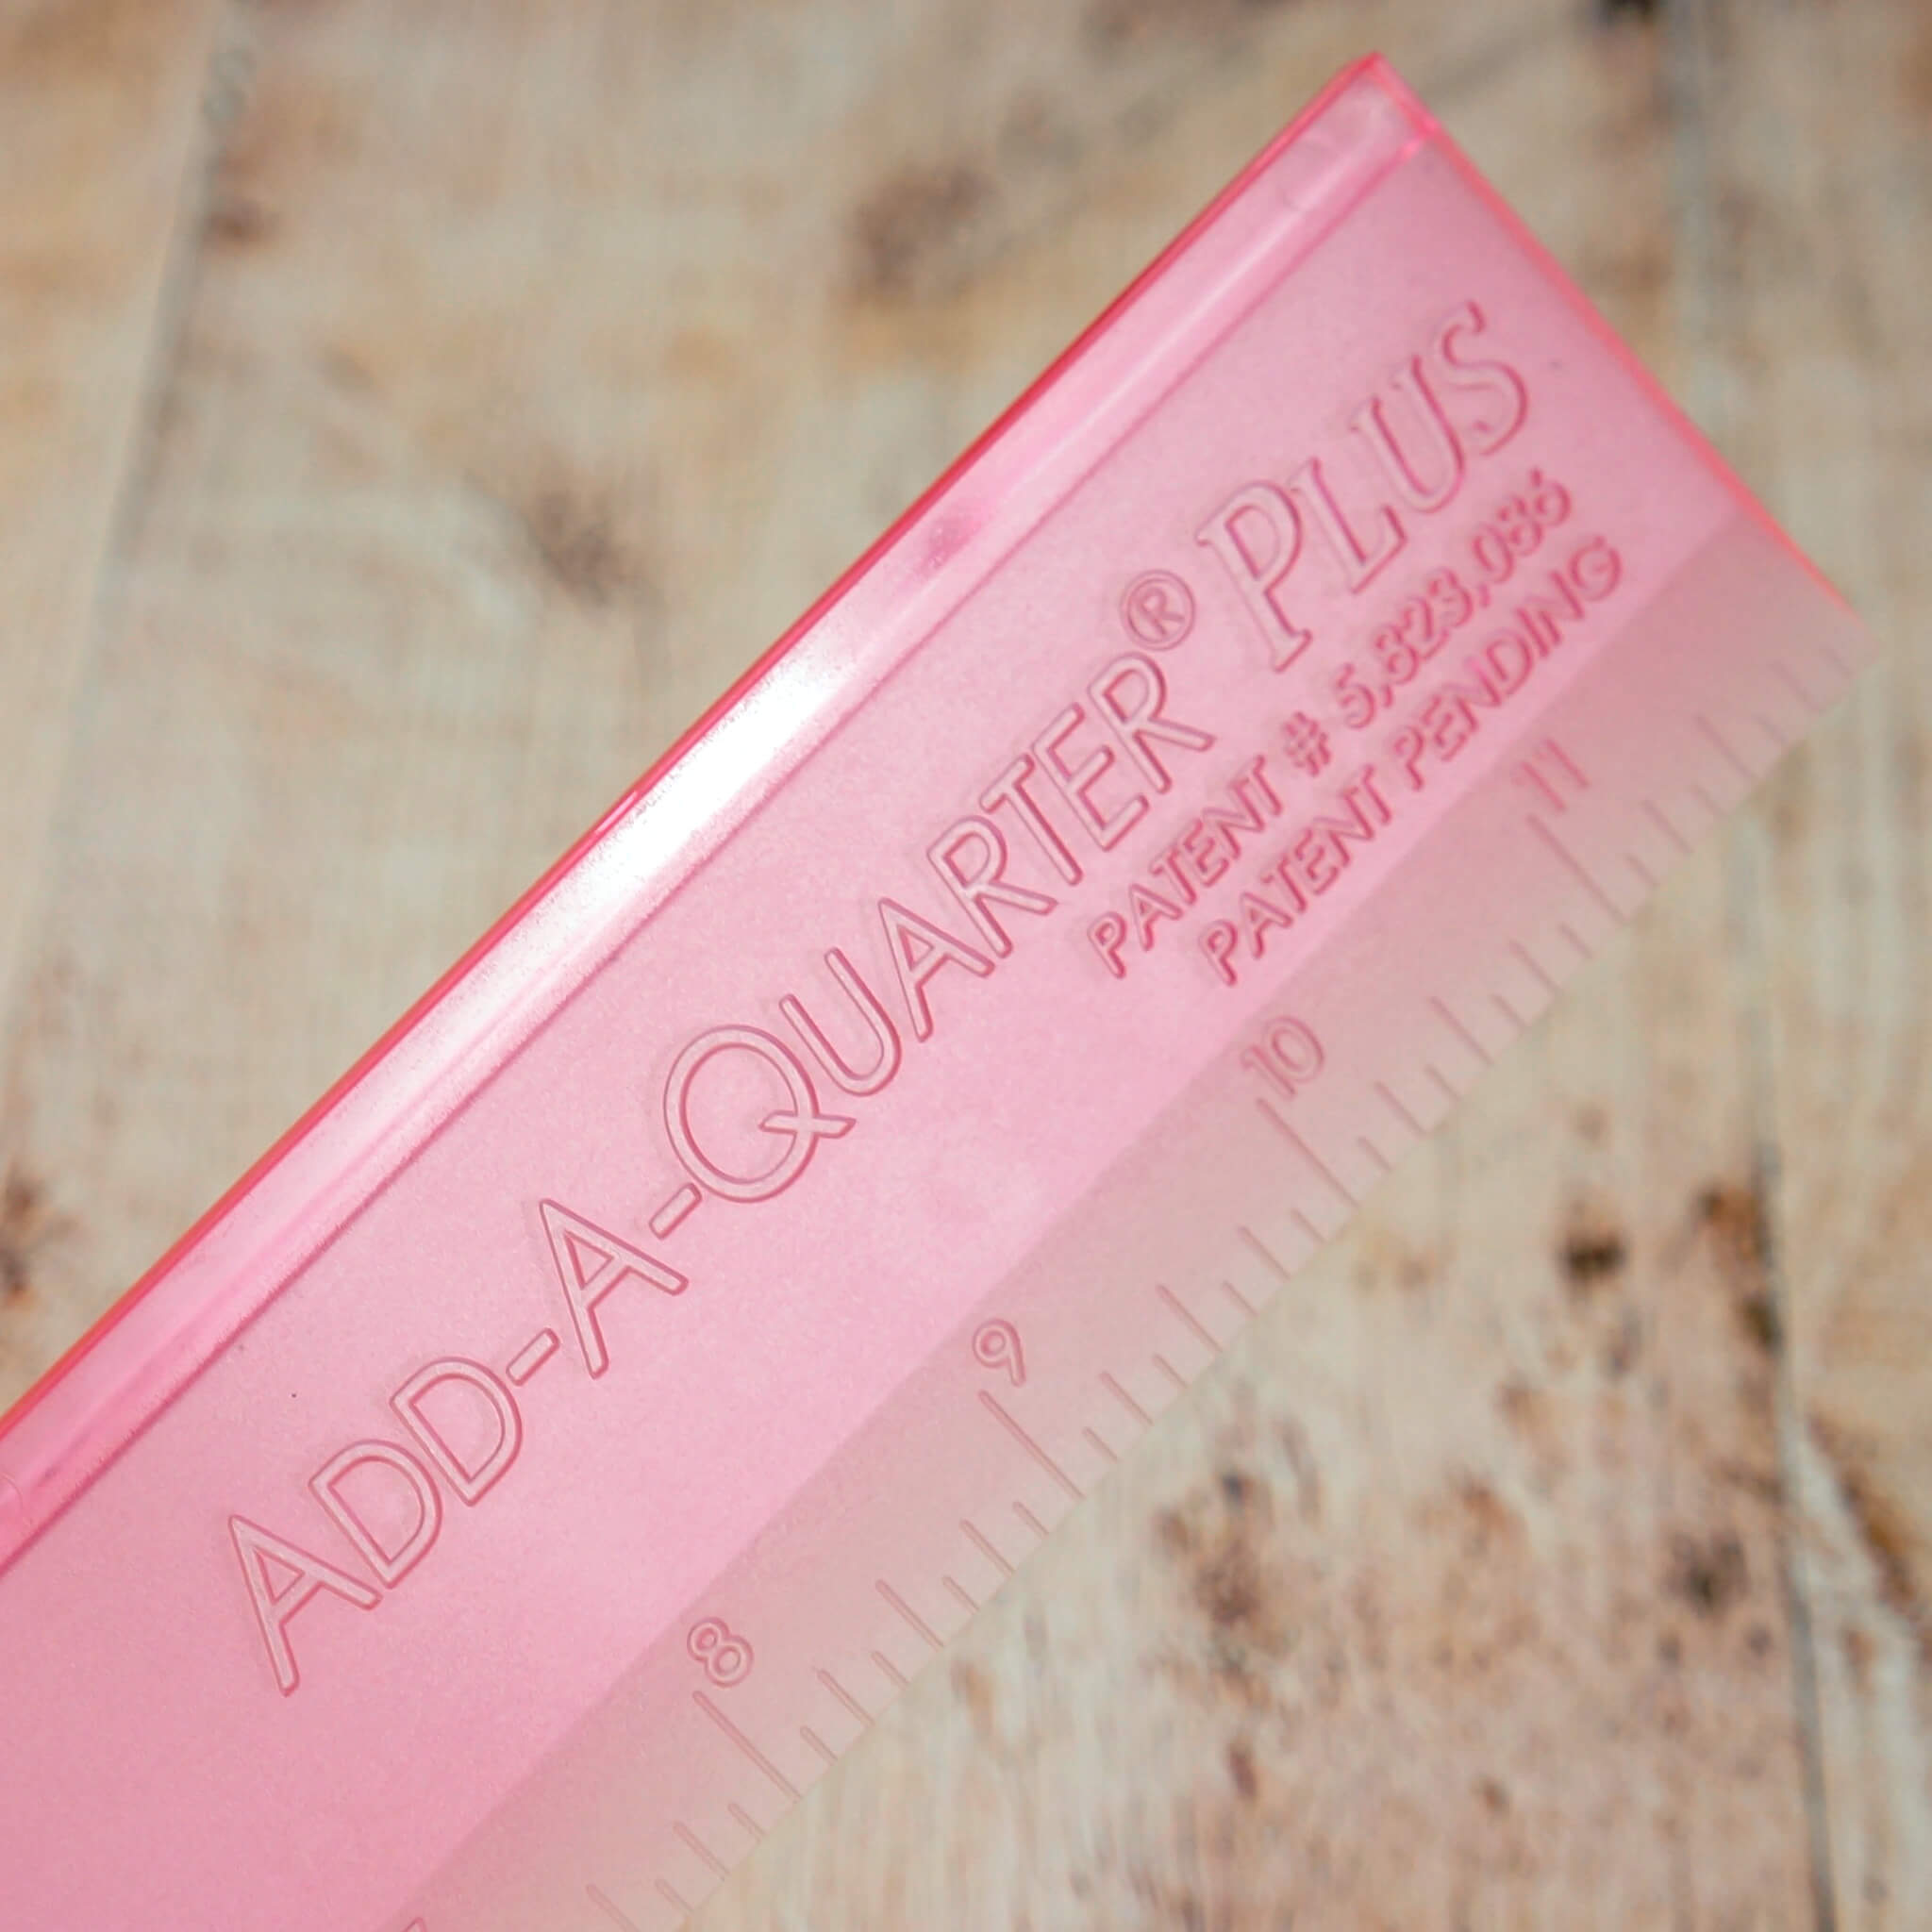 ADD-A-QUARTER® PLUS
PATENT # 5,823,086
PATENT PENDING
8 9 10 11